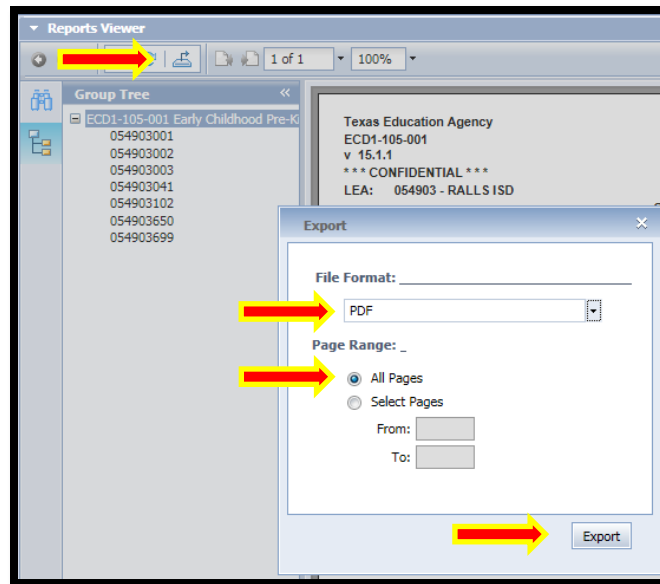 Reports Viewer
1 of 1
100%
Group Tree
«
ECD1-105-001 Early Childhood Pre-K
054903001
054903002
054903003
054903041
054903102
054903650
054903699
Texas Education Agency
ECD1-105-001
v 15.1.1
*** CONFIDENTIAL ***
LEA: 054903 - RALLS ISD
Export
File Format:
PDF
Page Range: _
All Pages
Select Pages
From:
To:
Export